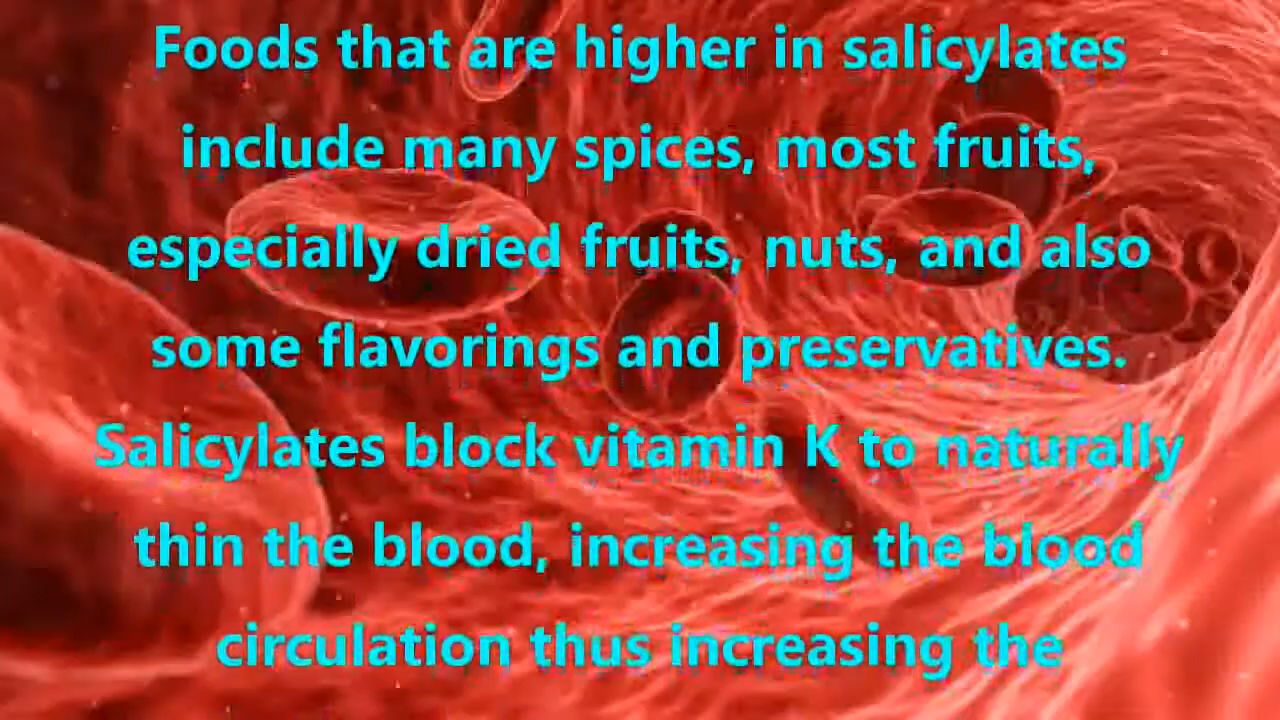 Foods that are higher in salicylates
include many spices, most fruits,
especially dried fruits, nuts, and also
some flavorings and preservatives.
Salicylates block vitamin K to naturally
thin the blood, increasing the blood
circulation thus increasing the